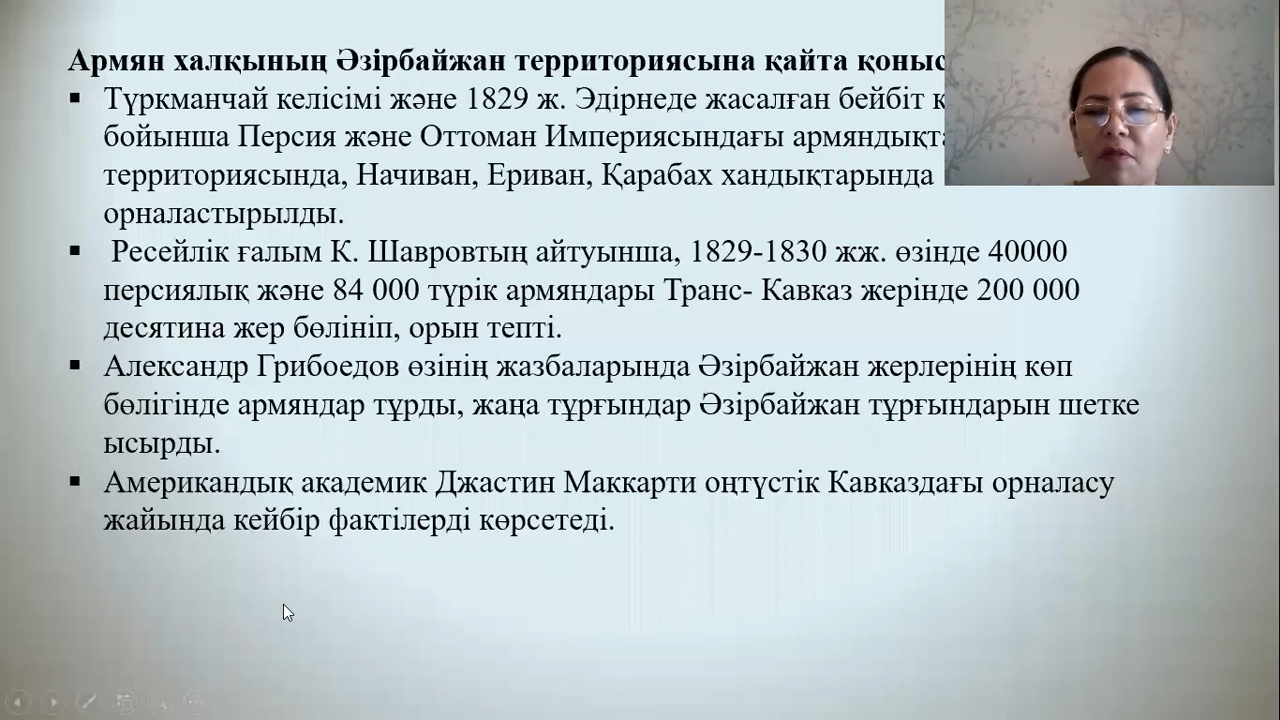 Армян халқының Әзірбайжан территориясына қайта
▪ Түркманчай келісімі және 1829 ж. Эдірнеде жасалған бейбіт
бойынша Персия және Оттоман Империясындағы
территориясында, Начиван, Ериван, Қарабах хандықтарында
орналастырылды.
▪ Ресейлік ғалым К. Шавровтың айтуынша, 1829-1830 жж. өзінде 40000
персиялық және 84 000 түрік армяндары Транс- Кавказ жерінде 200 000
десятина жер бөлініп, орын тепті.
▪ Александр Грибоедов өзінің жазбаларында Әзірбайжан жерлерінің көп
бөлігінде армяндар тұрды, жаңа тұрғындар Әзірбайжан тұрғындарын шетке
ысырды.
▪ Американдық академик Джастин Маккарти оңтүстік Кавказдағы орналасу
жайында кейбір фактілерді көрсетеді.